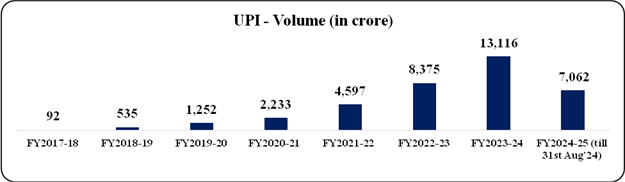 UPI - Volume (in crore)
92
535
1,252
2,233
4,597
8,375
13,116
7,062
FY2017-18
FY2018-19
FY2019-20
FY2020-21
FY2021-22
FY2022-23
FY2023-24
FY2024-25 (till
31st Aug'24)